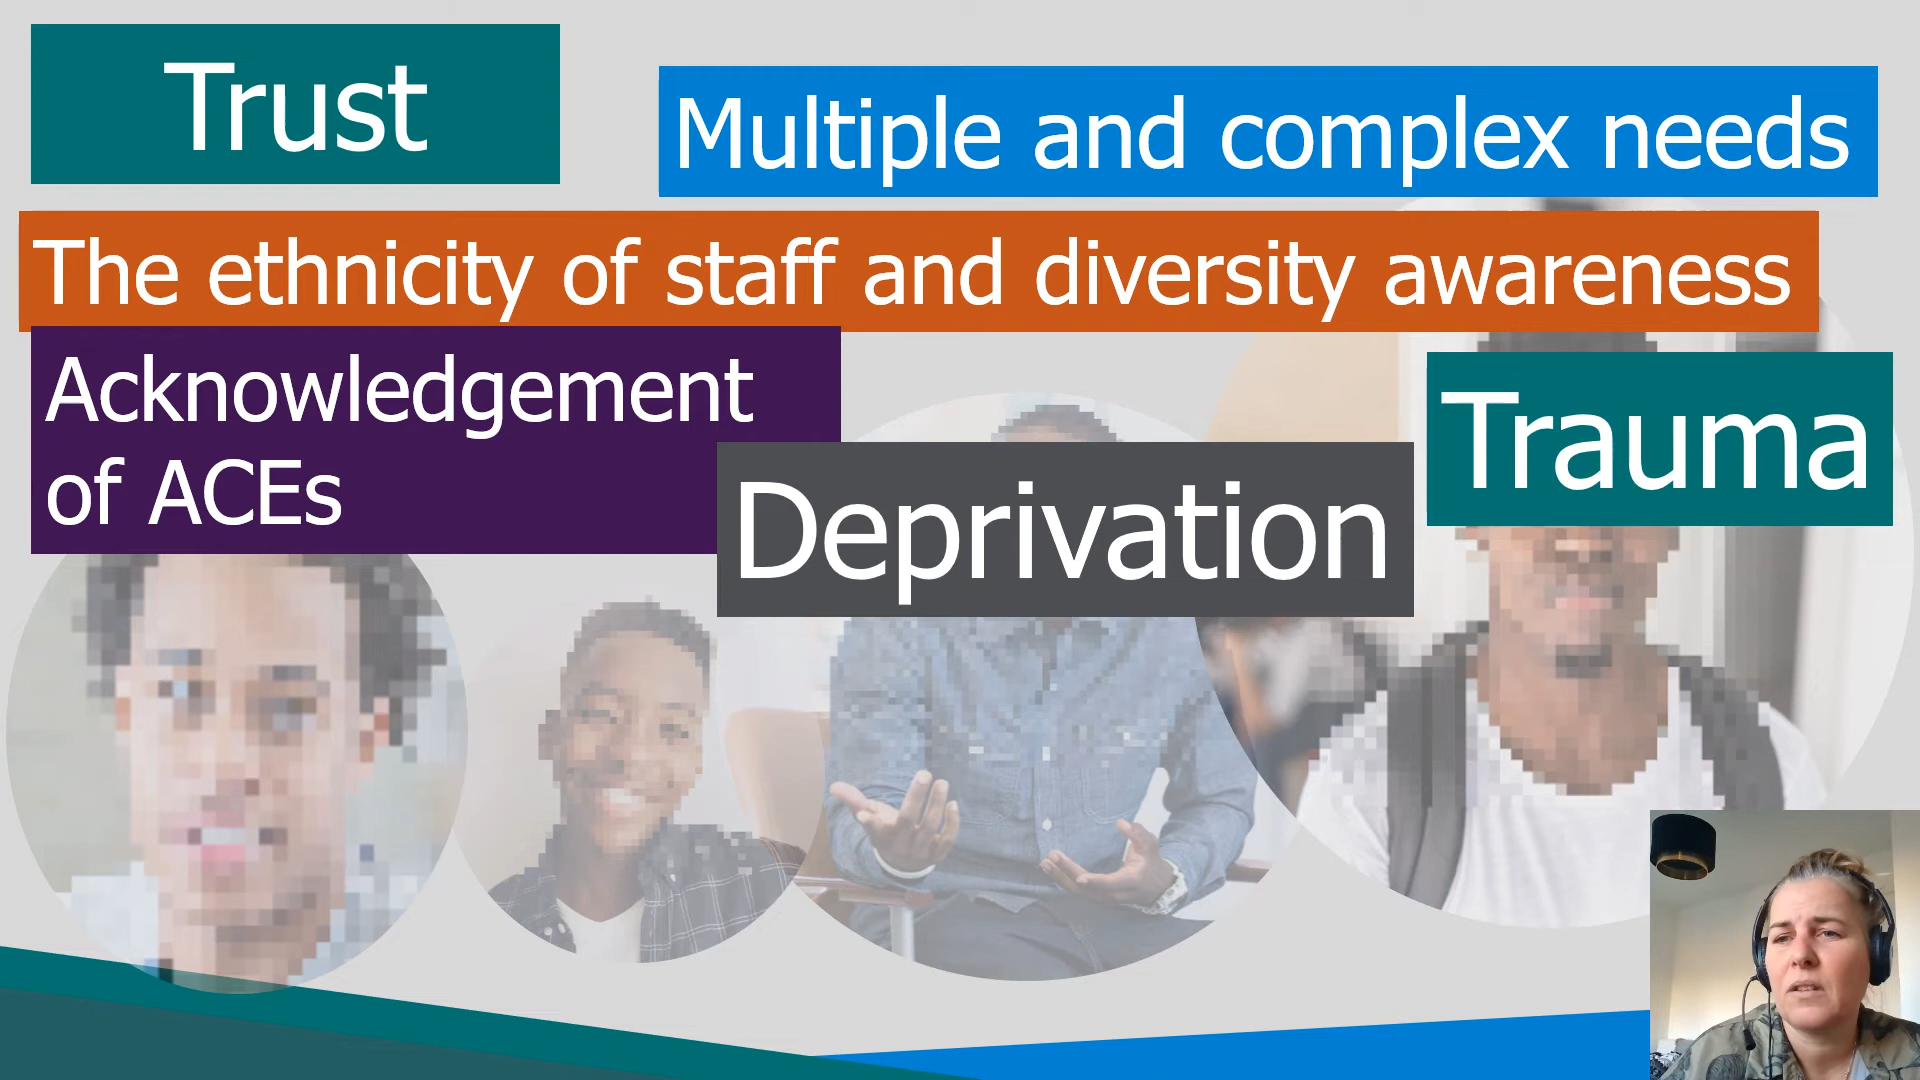 Trust
Multiple and complex needs
The ethnicity of staff and diversity awareness
Acknowledgement
of ACEs
Deprivation
Trauma